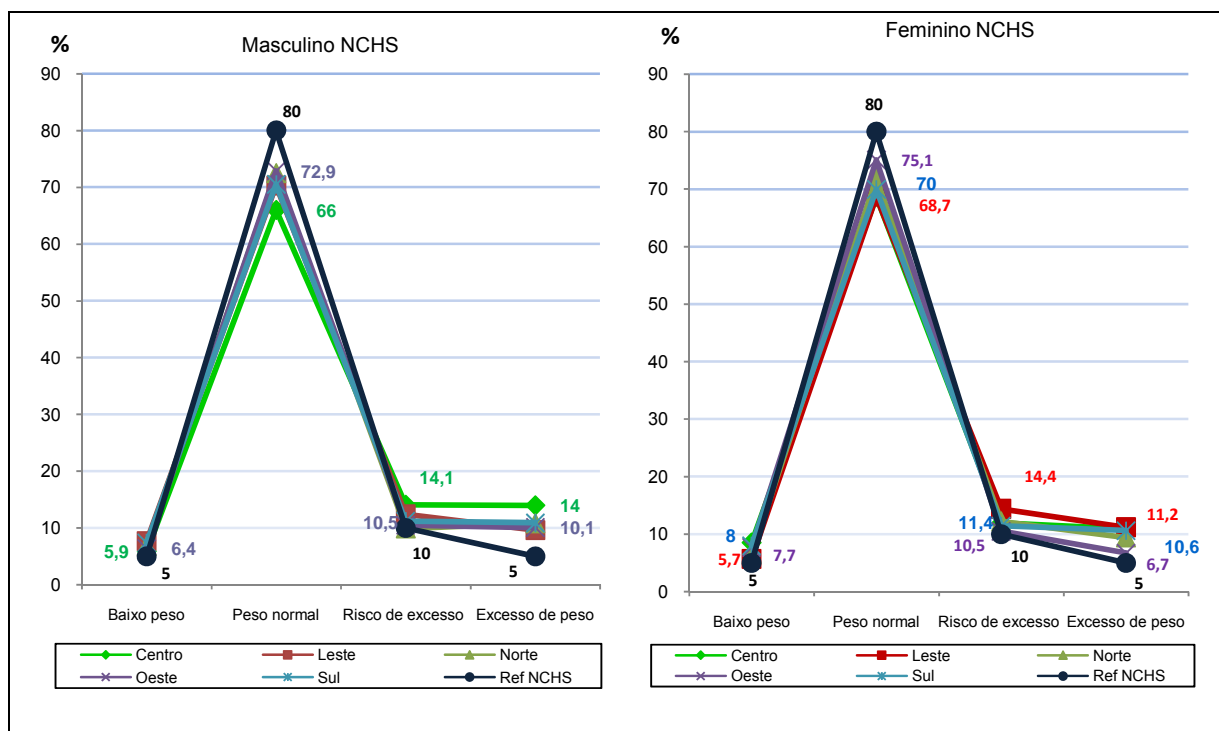 %
Masculino NCHS
90
80
70
60
50
40
30
20
10
0
80
72,9
66
14,1
14
10,5
10,1
10
5,9
6,4
5
5
Baixo peso
Peso normal
Risco de excesso
Excesso de peso
Centro
Leste
Norte
Oeste
Sul
Ref NCHS
%
Feminino NCHS
90
80
70
60
50
40
30
20
10
0
80
75,1
70
68,7
14,4
11,4
11,2
10,5
10,6
10
8
5,7
7,7
6,7
5
5
Baixo peso
Peso normal
Risco de excesso
Excesso de peso
Centro
Leste
Norte
Oeste
Sul
Ref NCHS